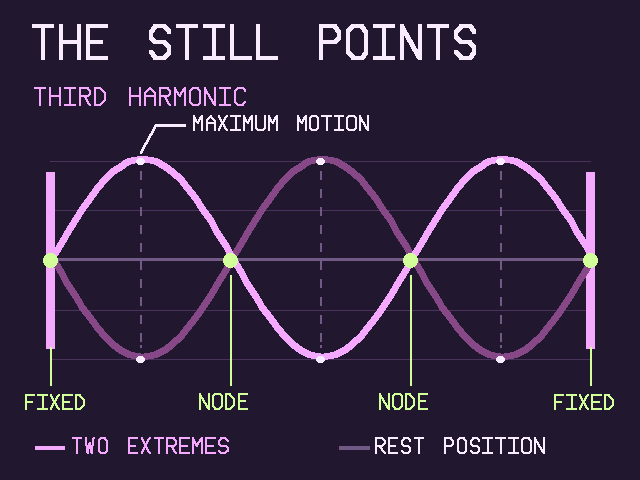 THE STILL POINTS
THIRD HARMONIC
MAXIMUM MOTION
FIXED NODE NODE FIXED
TWO EXTREMES REST POSITION